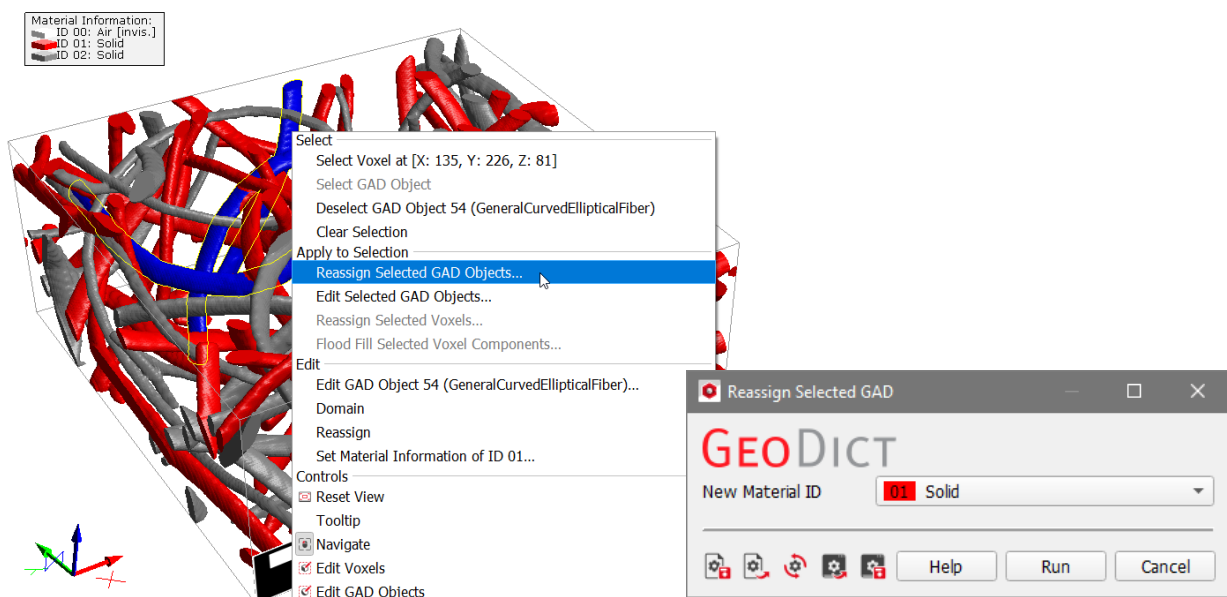 Material Information:
ID 00: Air [invis.]
ID 01: Solid
ID 02: Solid
Select
Select Voxel at [X: 135, Y: 226, Z: 81]
Select GAD Object
Deselect GAD Object 54 (GeneralCurvedEllipticalFiber)
Clear Selection
Apply to Selection
Reassign Selected GAD Objects...
Edit Selected GAD Objects...
Reassign Selected Voxels...
Flood Fill Selected Voxel Components...
Edit
Edit GAD Object 54 (GeneralCurvedEllipticalFiber)...
Domain
Reassign
Set Material Information of ID 01...
Controls
Reset View
Tooltip
Navigate
Edit Voxels
Edit GAD Objects
Reassign Selected GAD
GEODICT
New Material ID 01 Solid
Help Run Cancel